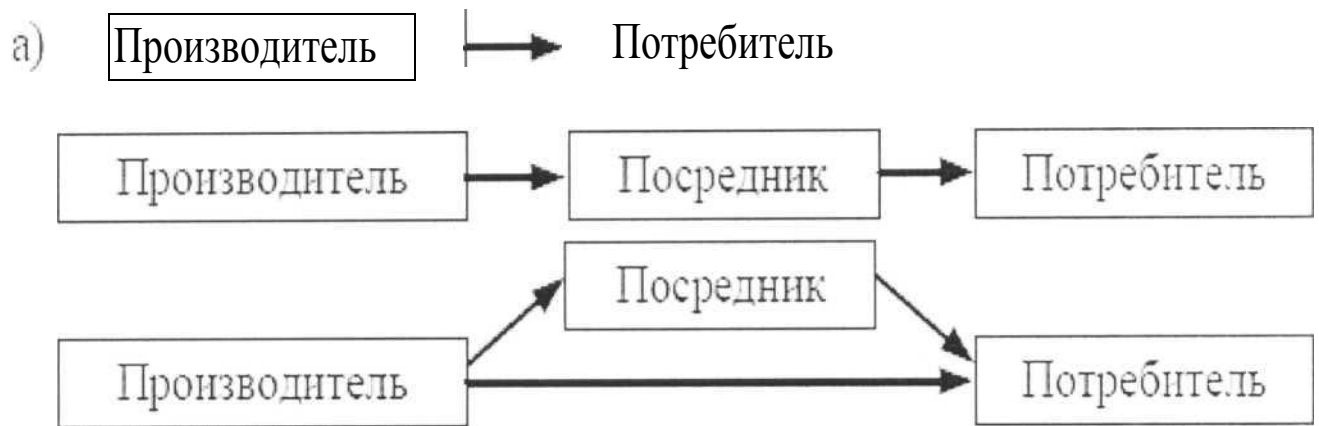 а) Производитель Потребитель
Производитель Посредник Потребитель
Посредник
Производитель Потребитель